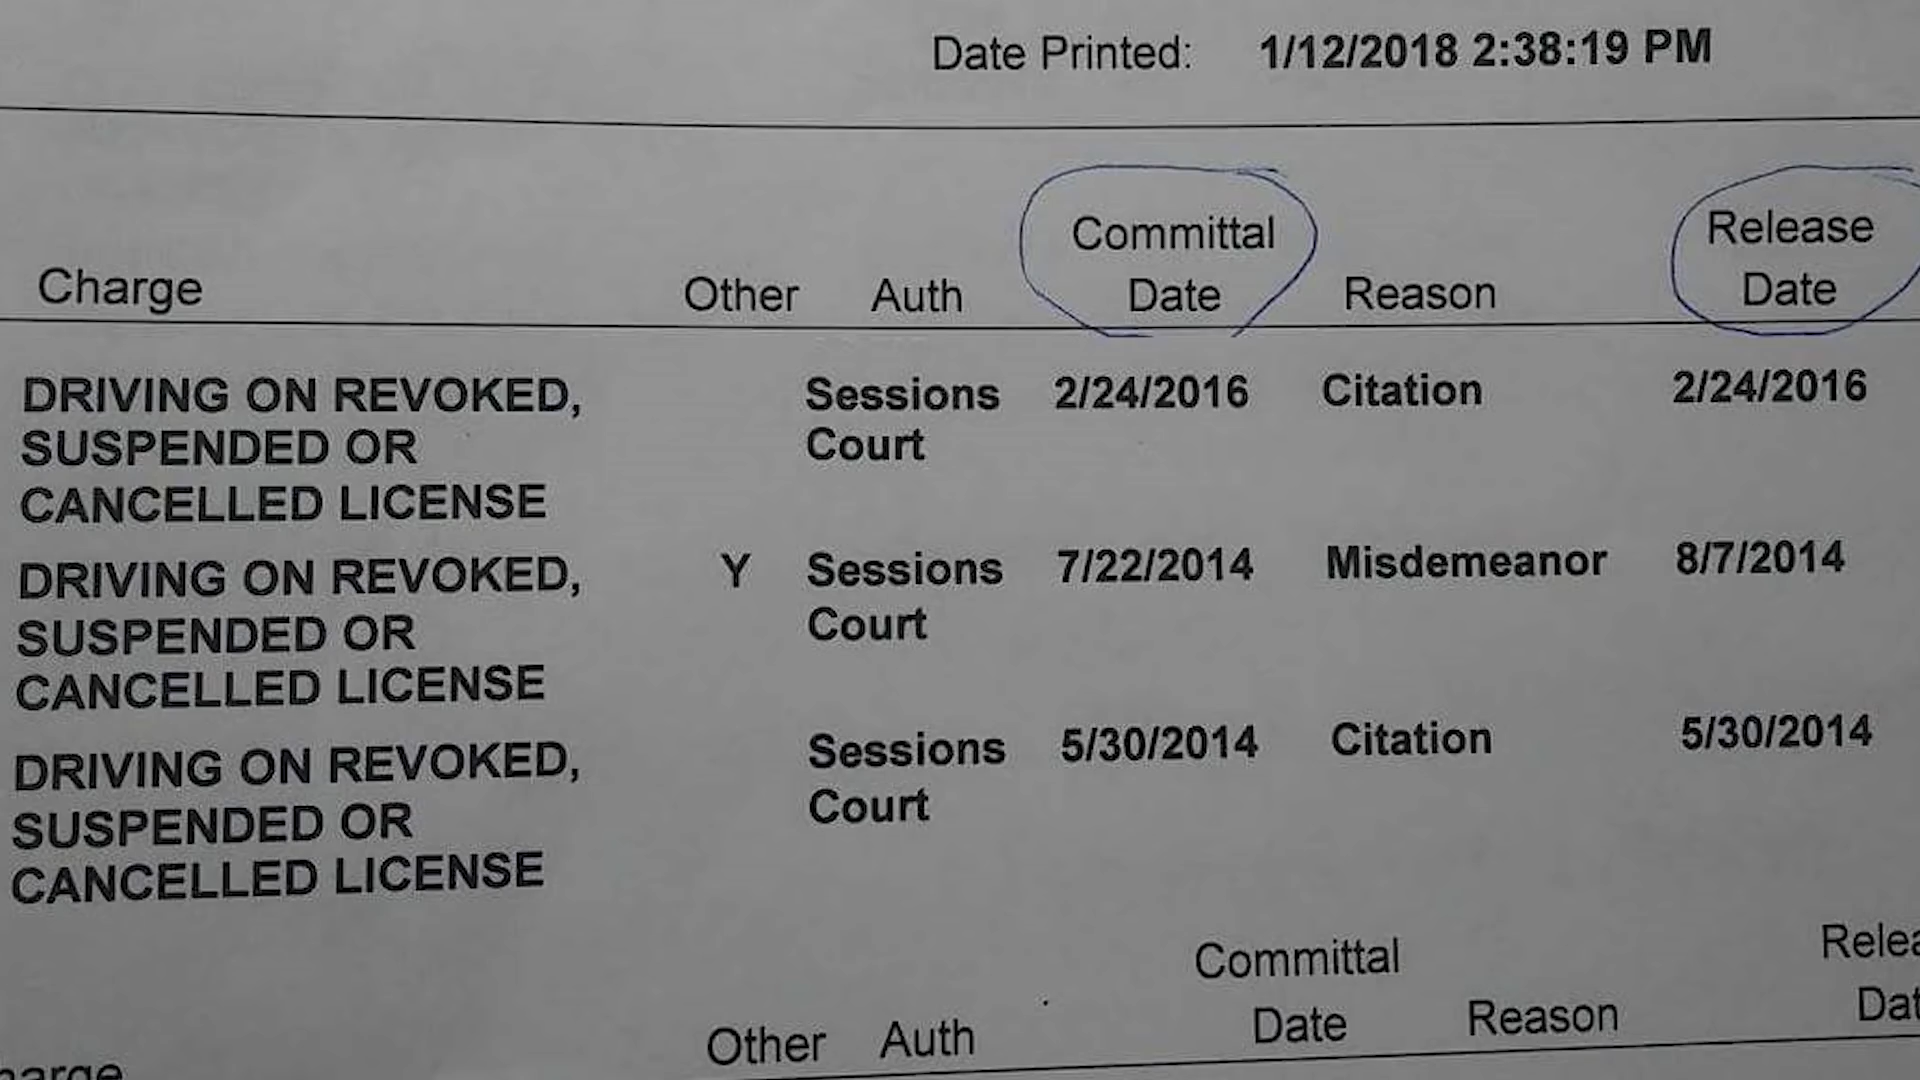 Date Printed: 1/12/2018 2:38:19 PM
Committal Release
Charge Other Auth Date Reason Date
DRIVING ON REVOKED, Sessions 2/24/2016 Citation 2/24/2016
SUSPENDED OR Court
CANCELLED LICENSE
DRIVING ON REVOKED, Y Sessions 7/22/2014 Misdemeanor 8/7/2014
SUSPENDED OR Court
CANCELLED LICENSE
DRIVING ON REVOKED, Sessions 5/30/2014 Citation 5/30/2014
SUSPENDED OR Court
CANCELLED LICENSE
Committal
Other Auth Date Reason